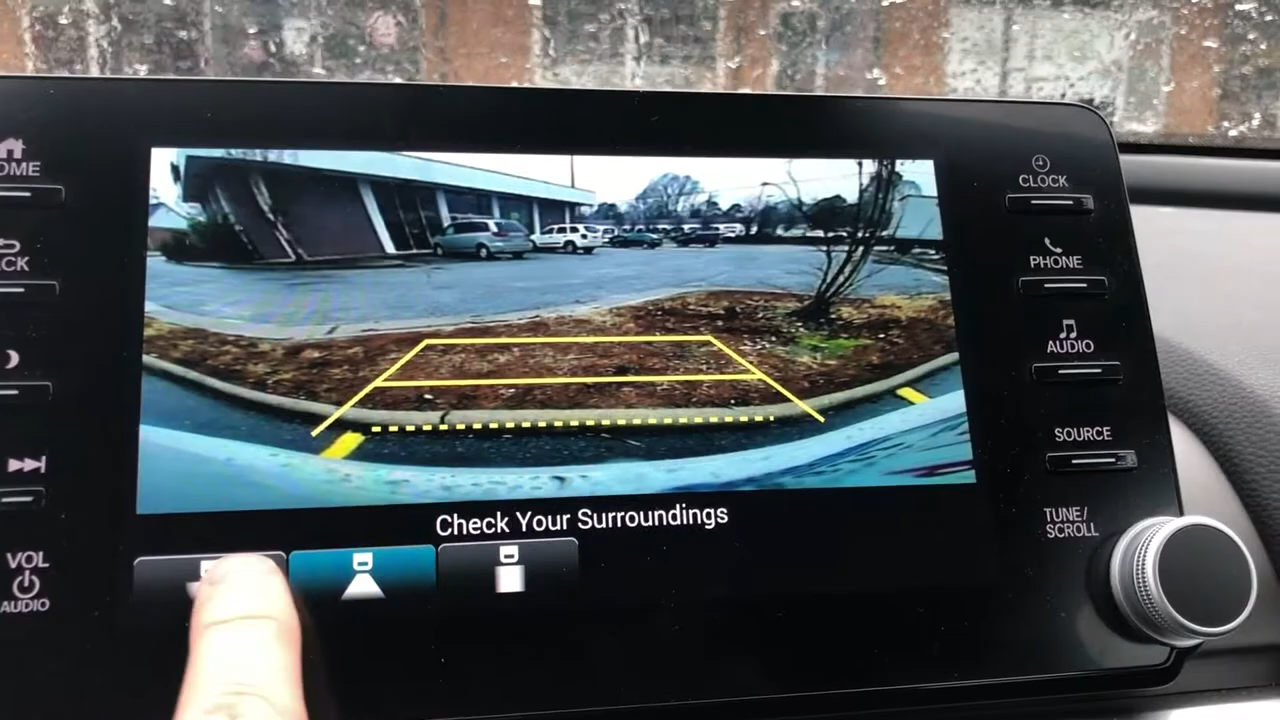 OME
CK
VOL
AUDIO
Check Your Surroundings
CLOCK
PHONE
AUDIO
SOURCE
TUNE/
SCROLL